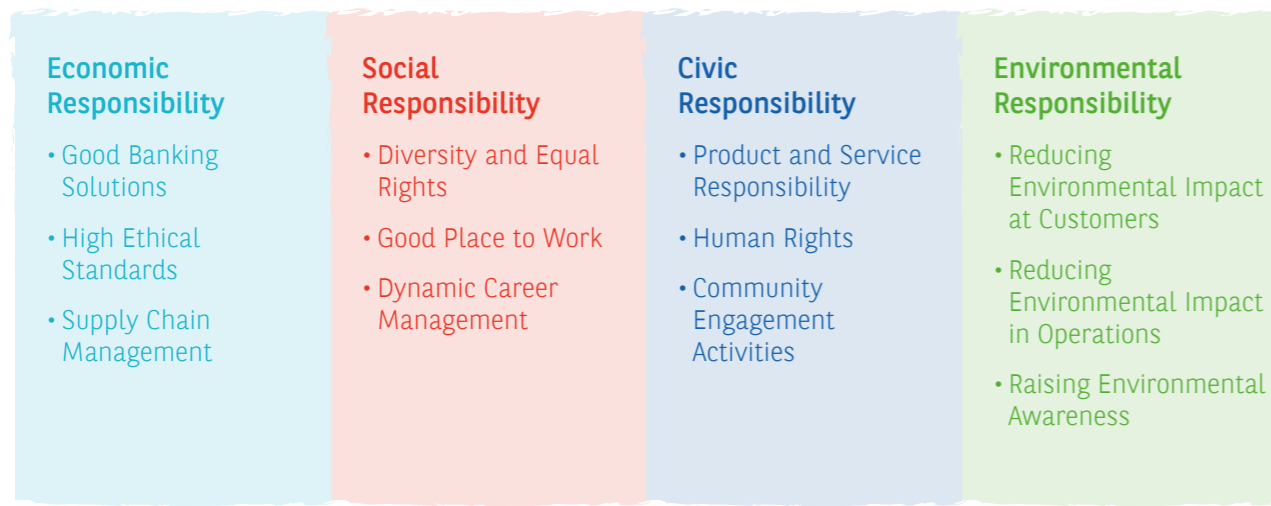 Economic
Responsibility
• Good Banking
Solutions
• High Ethical
Standards
• Supply Chain
Management
Social
Responsibility
• Diversity and Equal
Rights
• Good Place to Work
• Dynamic Career
Management
Civic
Responsibility
• Product and Service
Responsibility
• Human Rights
• Community
Engagement
Activities
Environmental
Responsibility
• Reducing
Environmental Impact
at Customers
• Reducing
Environmental Impact
in Operations
• Raising Environmental
Awareness